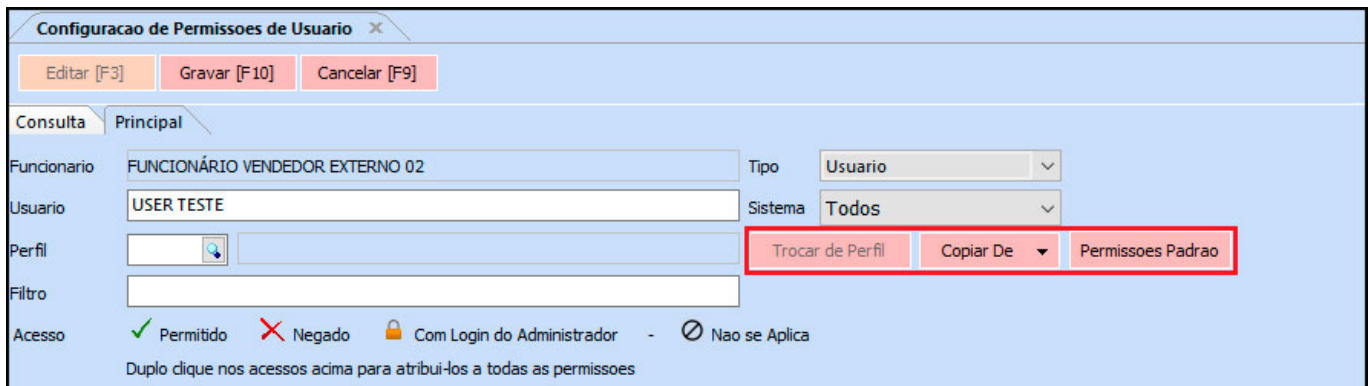 Configuracao de Permissoes de Usuario
Editar [F3] Gravar [F10] Cancelar [F9]
Consulta Principal
Funcionario FUNCIONÁRIO VENDEDOR EXTERNO 02 Tipo Usuario
Usuario USER TESTE Sistema Todos
Perfil Trocar de Perfil Copiar De Permissoes Padrao
Filtro
Acesso Permitido Negado Com Login do Administrador - Nao se Aplica
Duplo clique nos acessos acima para atribui-los a todas as permissoes